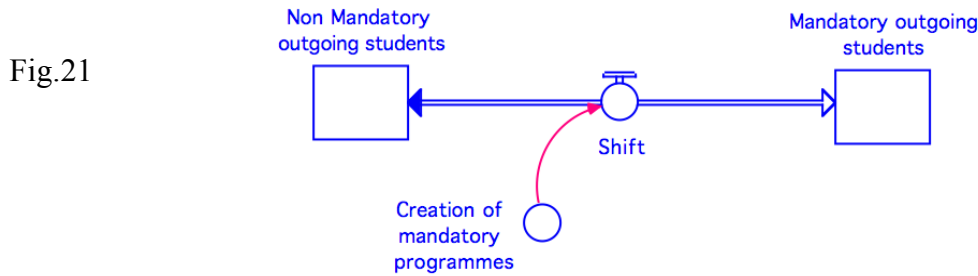 Fig.21
Non Mandatory
outgoing students
Mandatory outgoing
students
Shift
Creation of
mandatory
programmes